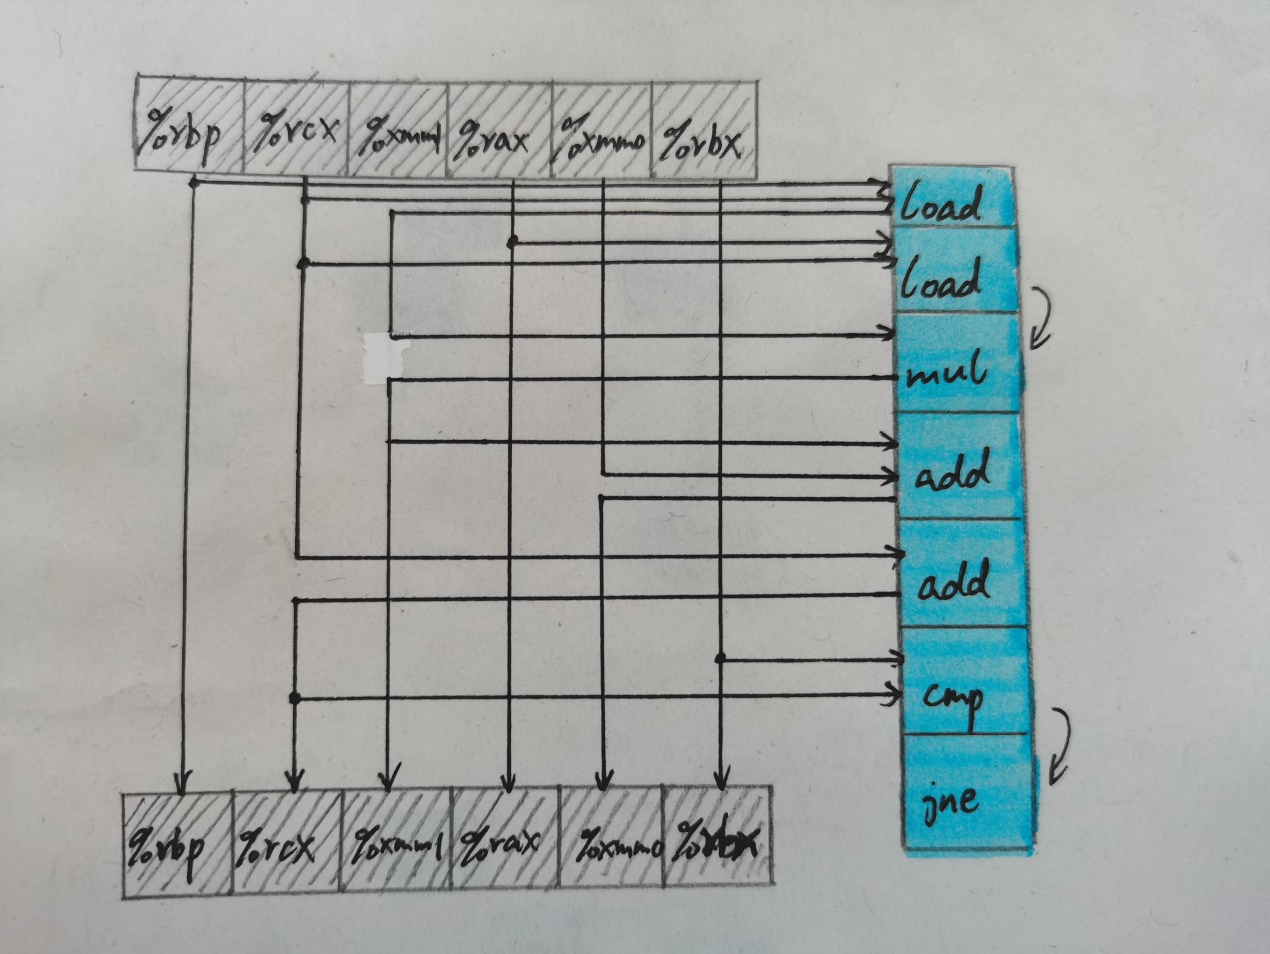 %rbp %rcx %xmm1 %rax %xmm0 %rbx
load
load
mul
add
add
cmp
jne
%rbp %rcx %xmm1 %rax %xmm0 %rbx